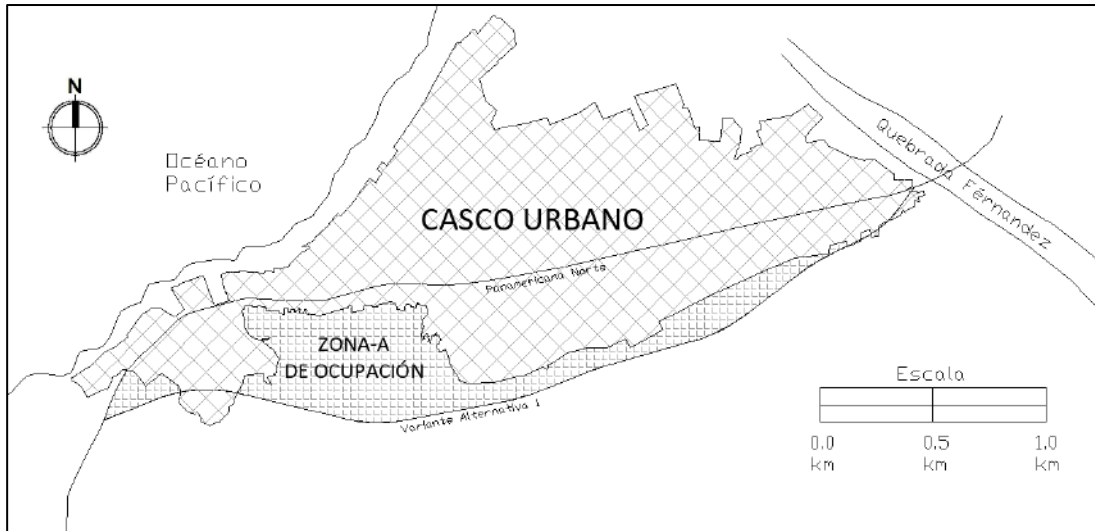 N
Océano
Pacífico
CASCO URBANO
Quebrada Férnandez
Panamericana Norte
ZONA-A
DE OCUPACIÓN
Variante Alternativa 1
Escala
0.0 0.5 1.0
km km km